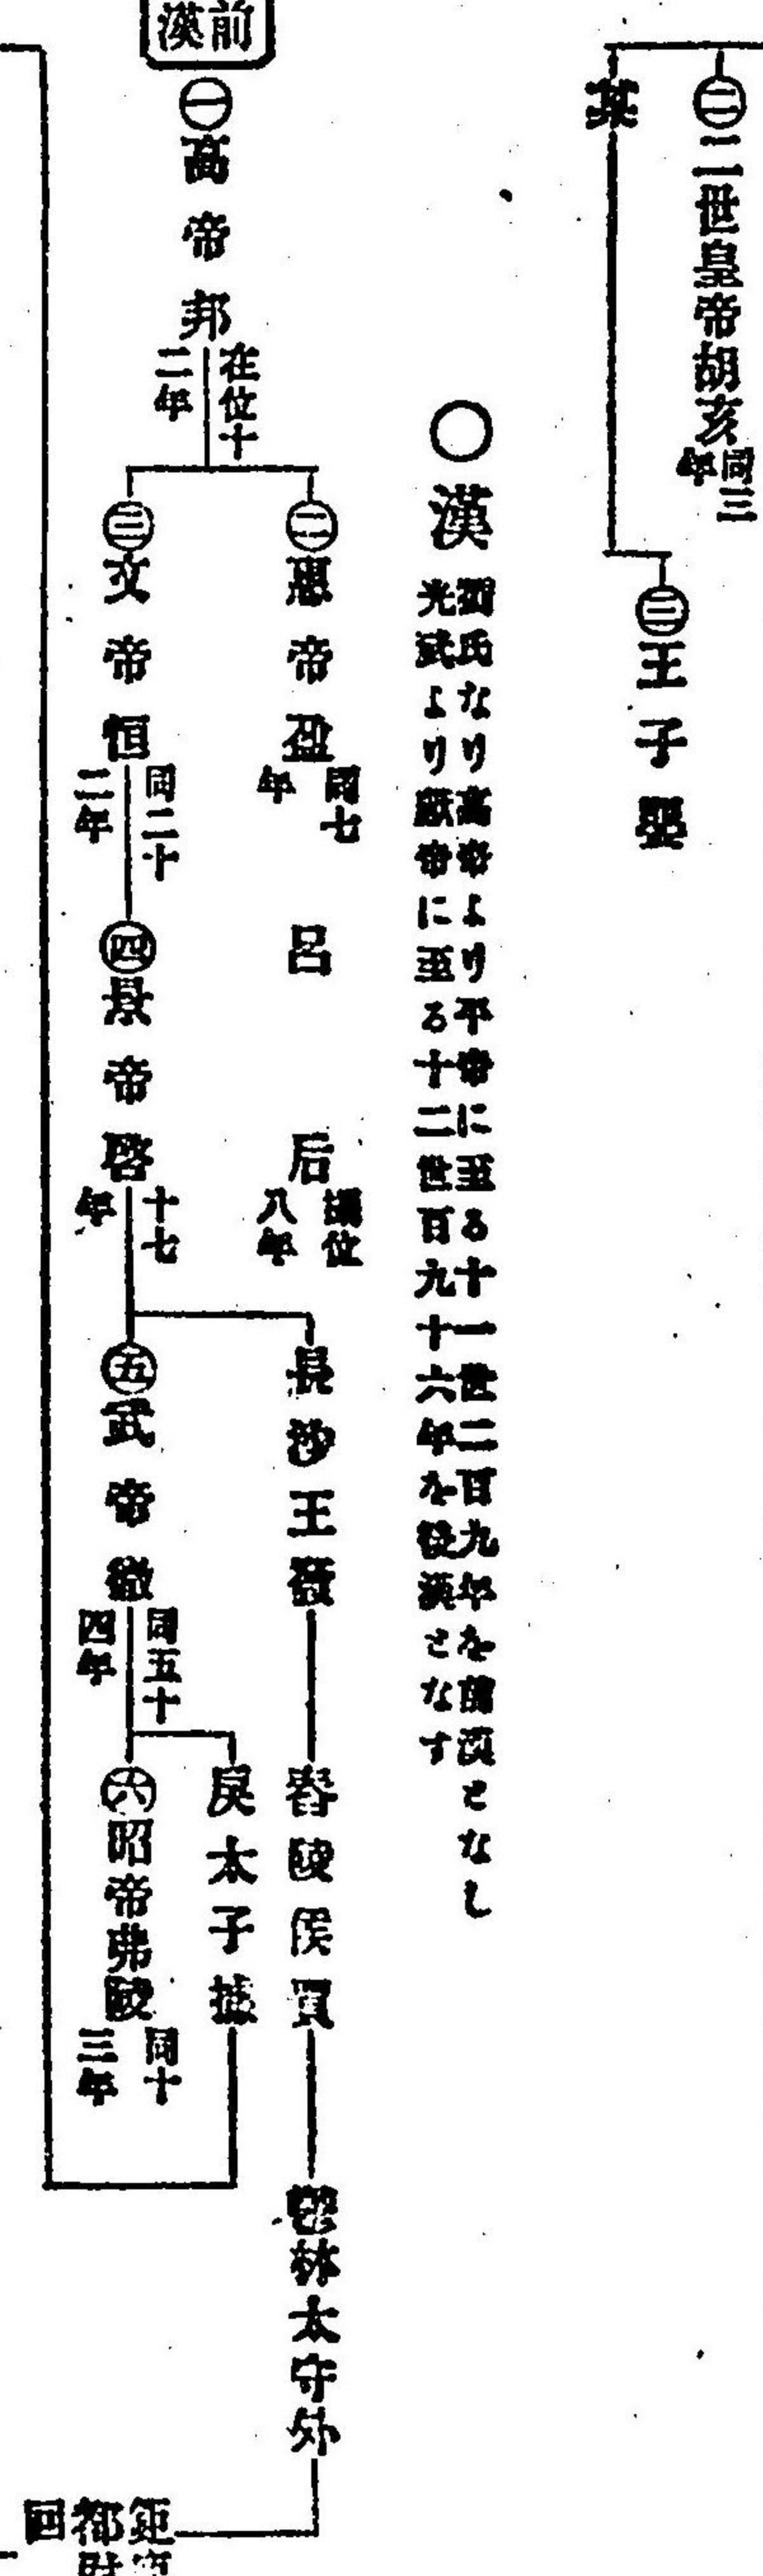 ㊁二世皇帝胡亥
同三年
某
㊂王子嬰
○漢
劉氏なり高帝より平帝に至る十一世二百九年を前漢となし
光武より献帝に至る十二世百九十六年を後漢となす
前漢
㊀高帝邦
在位十二年
㊁惠帝盈
同七年
呂后
攝位八年
㊂文帝恒
同二十三年
㊃景帝啓
十七年
長沙王發
舂陵侯買
鬱林太守外
㊄武帝徹
同五十四年
戾太子據
㊅昭帝弗陵
同十三年
鉅
都
回